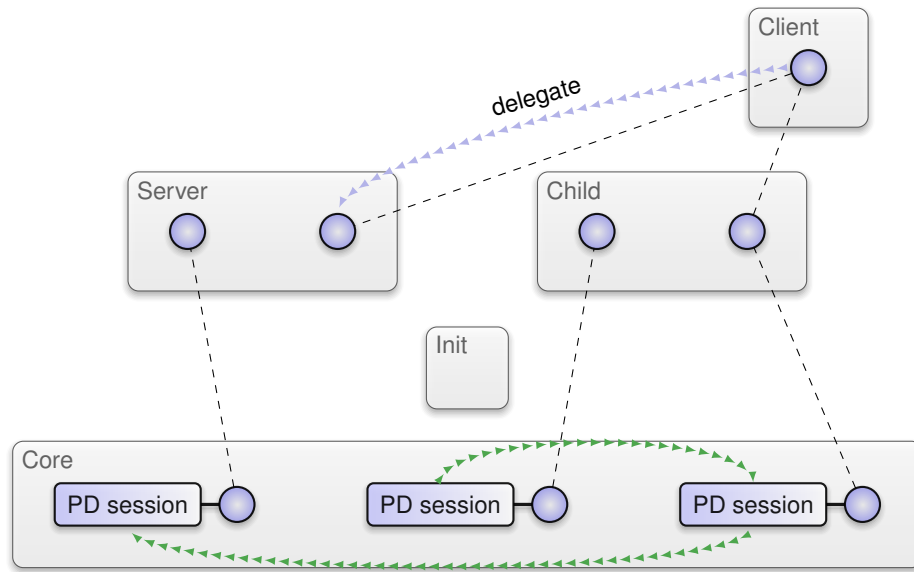 Client
delegate
Server
Child
Init
Core
PD session
PD session
PD session